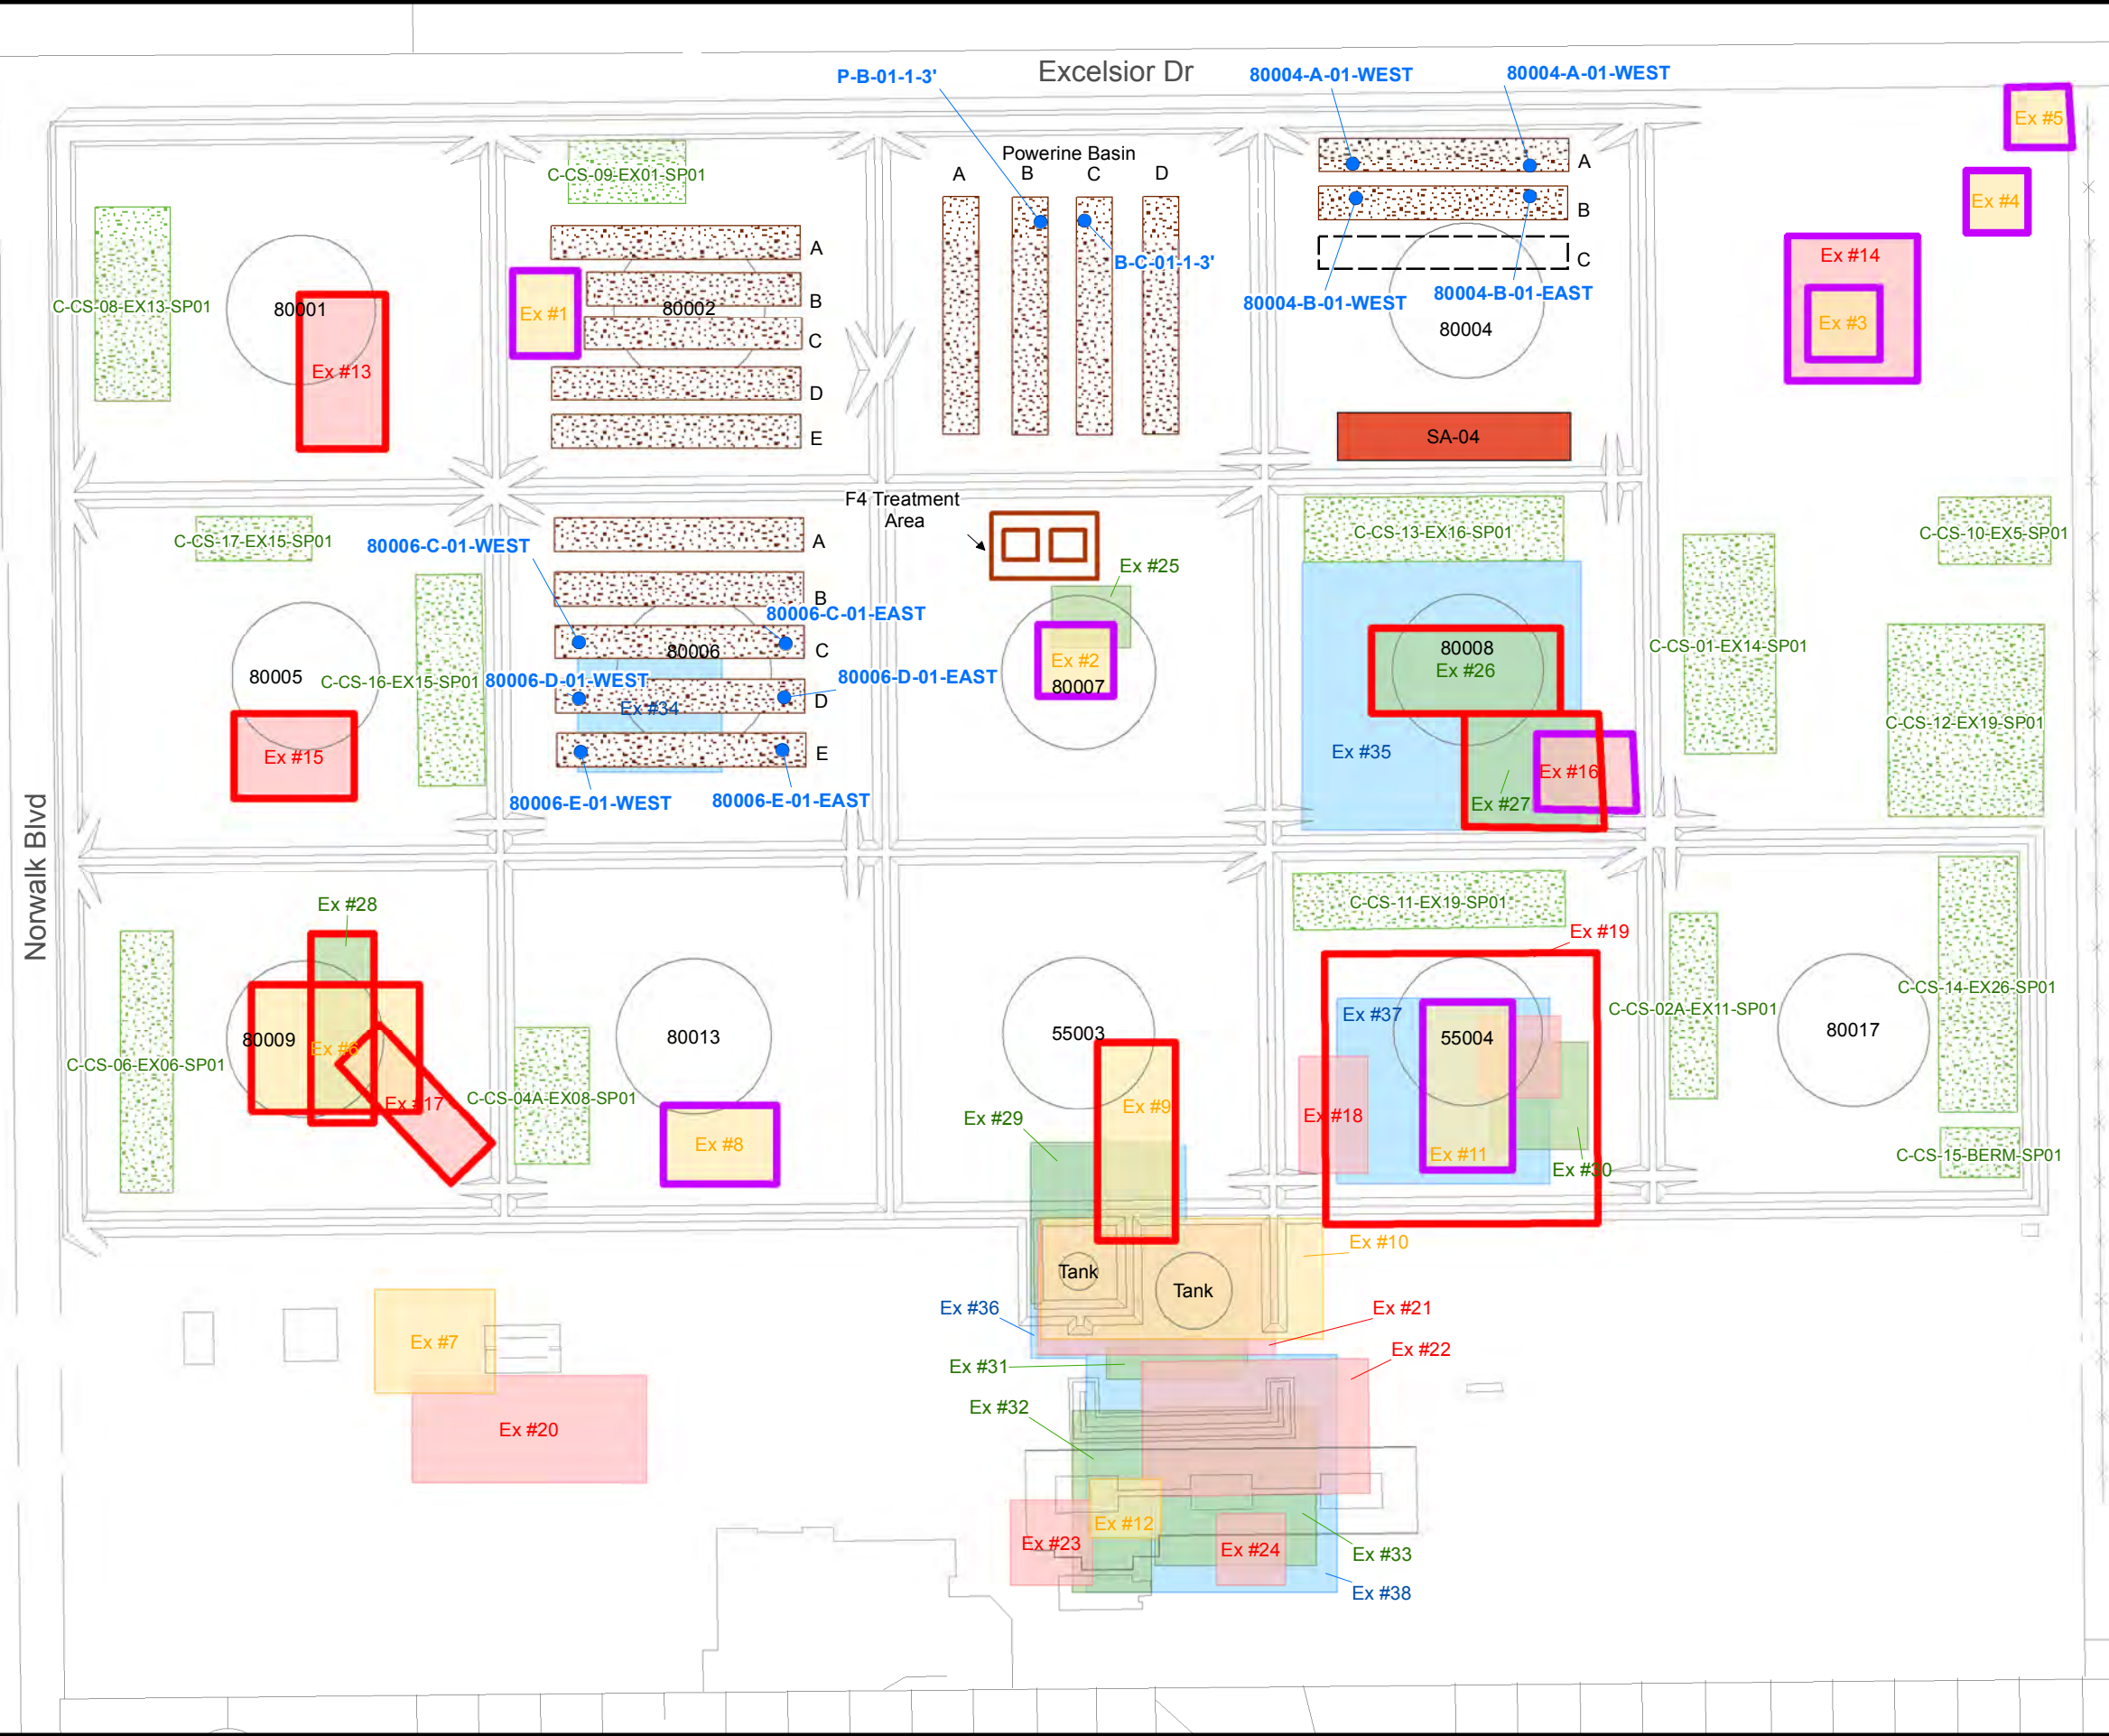 Excelsior Dr
P-B-01-1-3'
80004-A-01-WEST
80004-A-01-WEST
Ex #5
Powerine Basin
A
B
C
D
A
C-CS-09-EX01-SP01
Ex #4
B
A
B-C-01-1-3'
C
Ex #14
80004-B-01-WEST
80004-B-01-EAST
C-CS-08-EX13-SP01
80001
Ex #1
80002
B
80004
Ex #3
C
Ex #13
D
E
SA-04
F4 Treatment
Area
C-CS-17-EX15-SP01
80006-C-01-WEST
A
C-CS-13-EX16-SP01
C-CS-10-EX5-SP01
Ex #25
B
80006-C-01-EAST
80006
C
80008
C-CS-01-EX14-SP01
Ex #2
Ex #26
80005
C-CS-16-EX15-SP01
80006-D-01-WEST
80006-D-01-EAST
80007
D
Ex #34
C-CS-12-EX19-SP01
Ex #15
E
Ex #35
Ex #16
80006-E-01-WEST
80006-E-01-EAST
Ex #27
Norwalk Blvd
Ex #28
C-CS-11-EX19-SP01
Ex #19
C-CS-14-EX26-SP01
80009
Ex #6
80013
55003
Ex #37
55004
C-CS-02A-EX11-SP01
80017
C-CS-06-EX06-SP01
Ex #17
C-CS-04A-EX08-SP01
Ex #9
Ex #29
Ex #18
Ex #8
Ex #11
Ex #30
C-CS-15-BERM-SP01
Ex #10
Tank
Tank
Ex #36
Ex #21
Ex #7
Ex #31
Ex #22
Ex #32
Ex #20
Ex #12
Ex #23
Ex #24
Ex #33
Ex #38